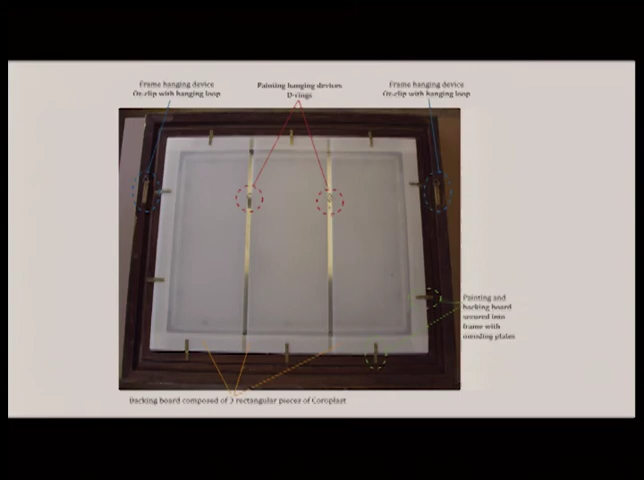 Frame hanging device
Oz-clip with hanging loop
Painting hanging devices
D-rings
Frame hanging device
Oz-clip with hanging loop
Painting and
backing board
secured into
frame with
mending plates
Backing board composed of 3 rectangular pieces of Coroplast